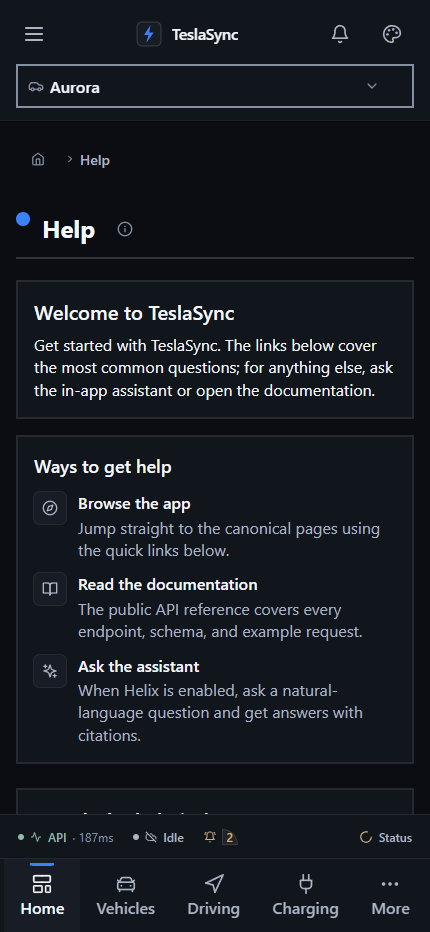 TeslaSync
Aurora
Help
Help
Welcome to TeslaSync
Get started with TeslaSync. The links below cover
the most common questions; for anything else, ask
the in-app assistant or open the documentation.
Ways to get help
Browse the app
Jump straight to the canonical pages using
the quick links below.
Read the documentation
The public API reference covers every
endpoint, schema, and example request.
Ask the assistant
When Helix is enabled, ask a natural-
language question and get answers with
citations.
API · 187ms Idle 2 Status
Home Vehicles Driving Charging More